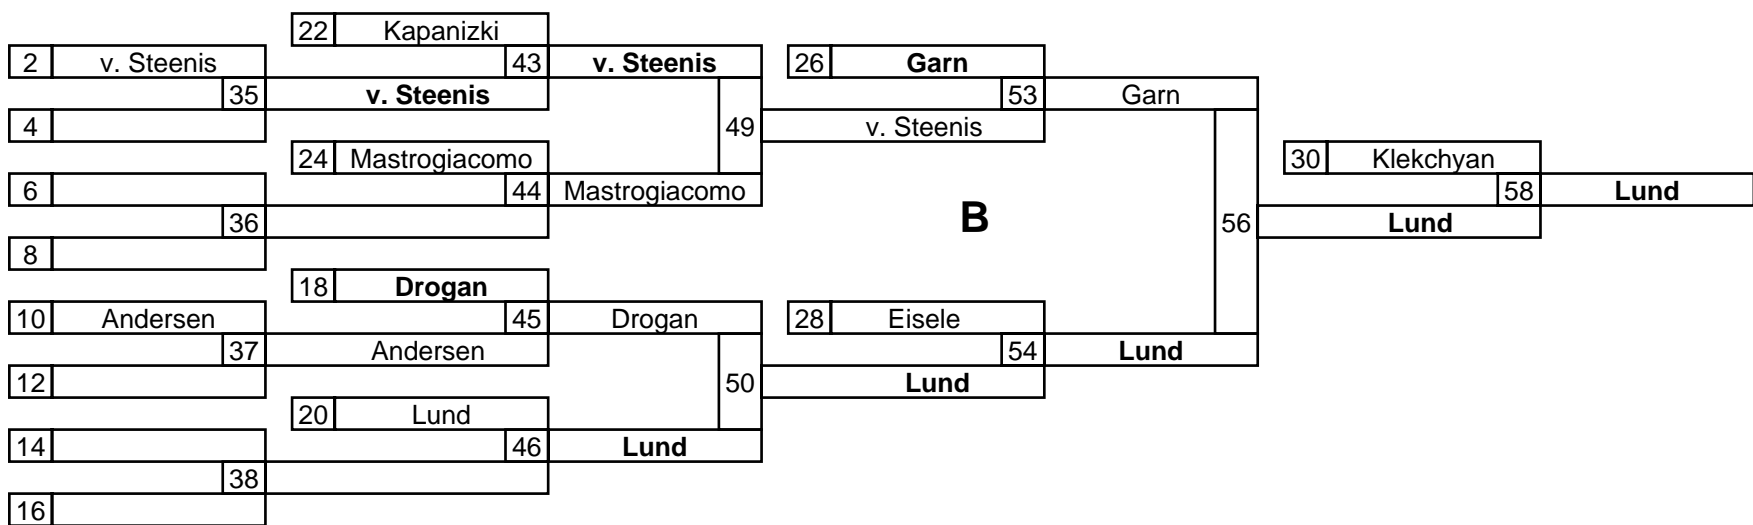 22 Kapanizki
2 v. Steenis 43 v. Steenis 26 Garn
35 v. Steenis 53 Garn
4 49 v. Steenis
24 Mastrogiacomo 30 Klekchyan
6 44 Mastrogiacomo 58 Lund
36 B 56 Lund
8
18 Drogan
10 Andersen 45 Drogan 28 Eisele
37 Andersen 54 Lund
12 50 Lund
20 Lund
14 46 Lund
38
16